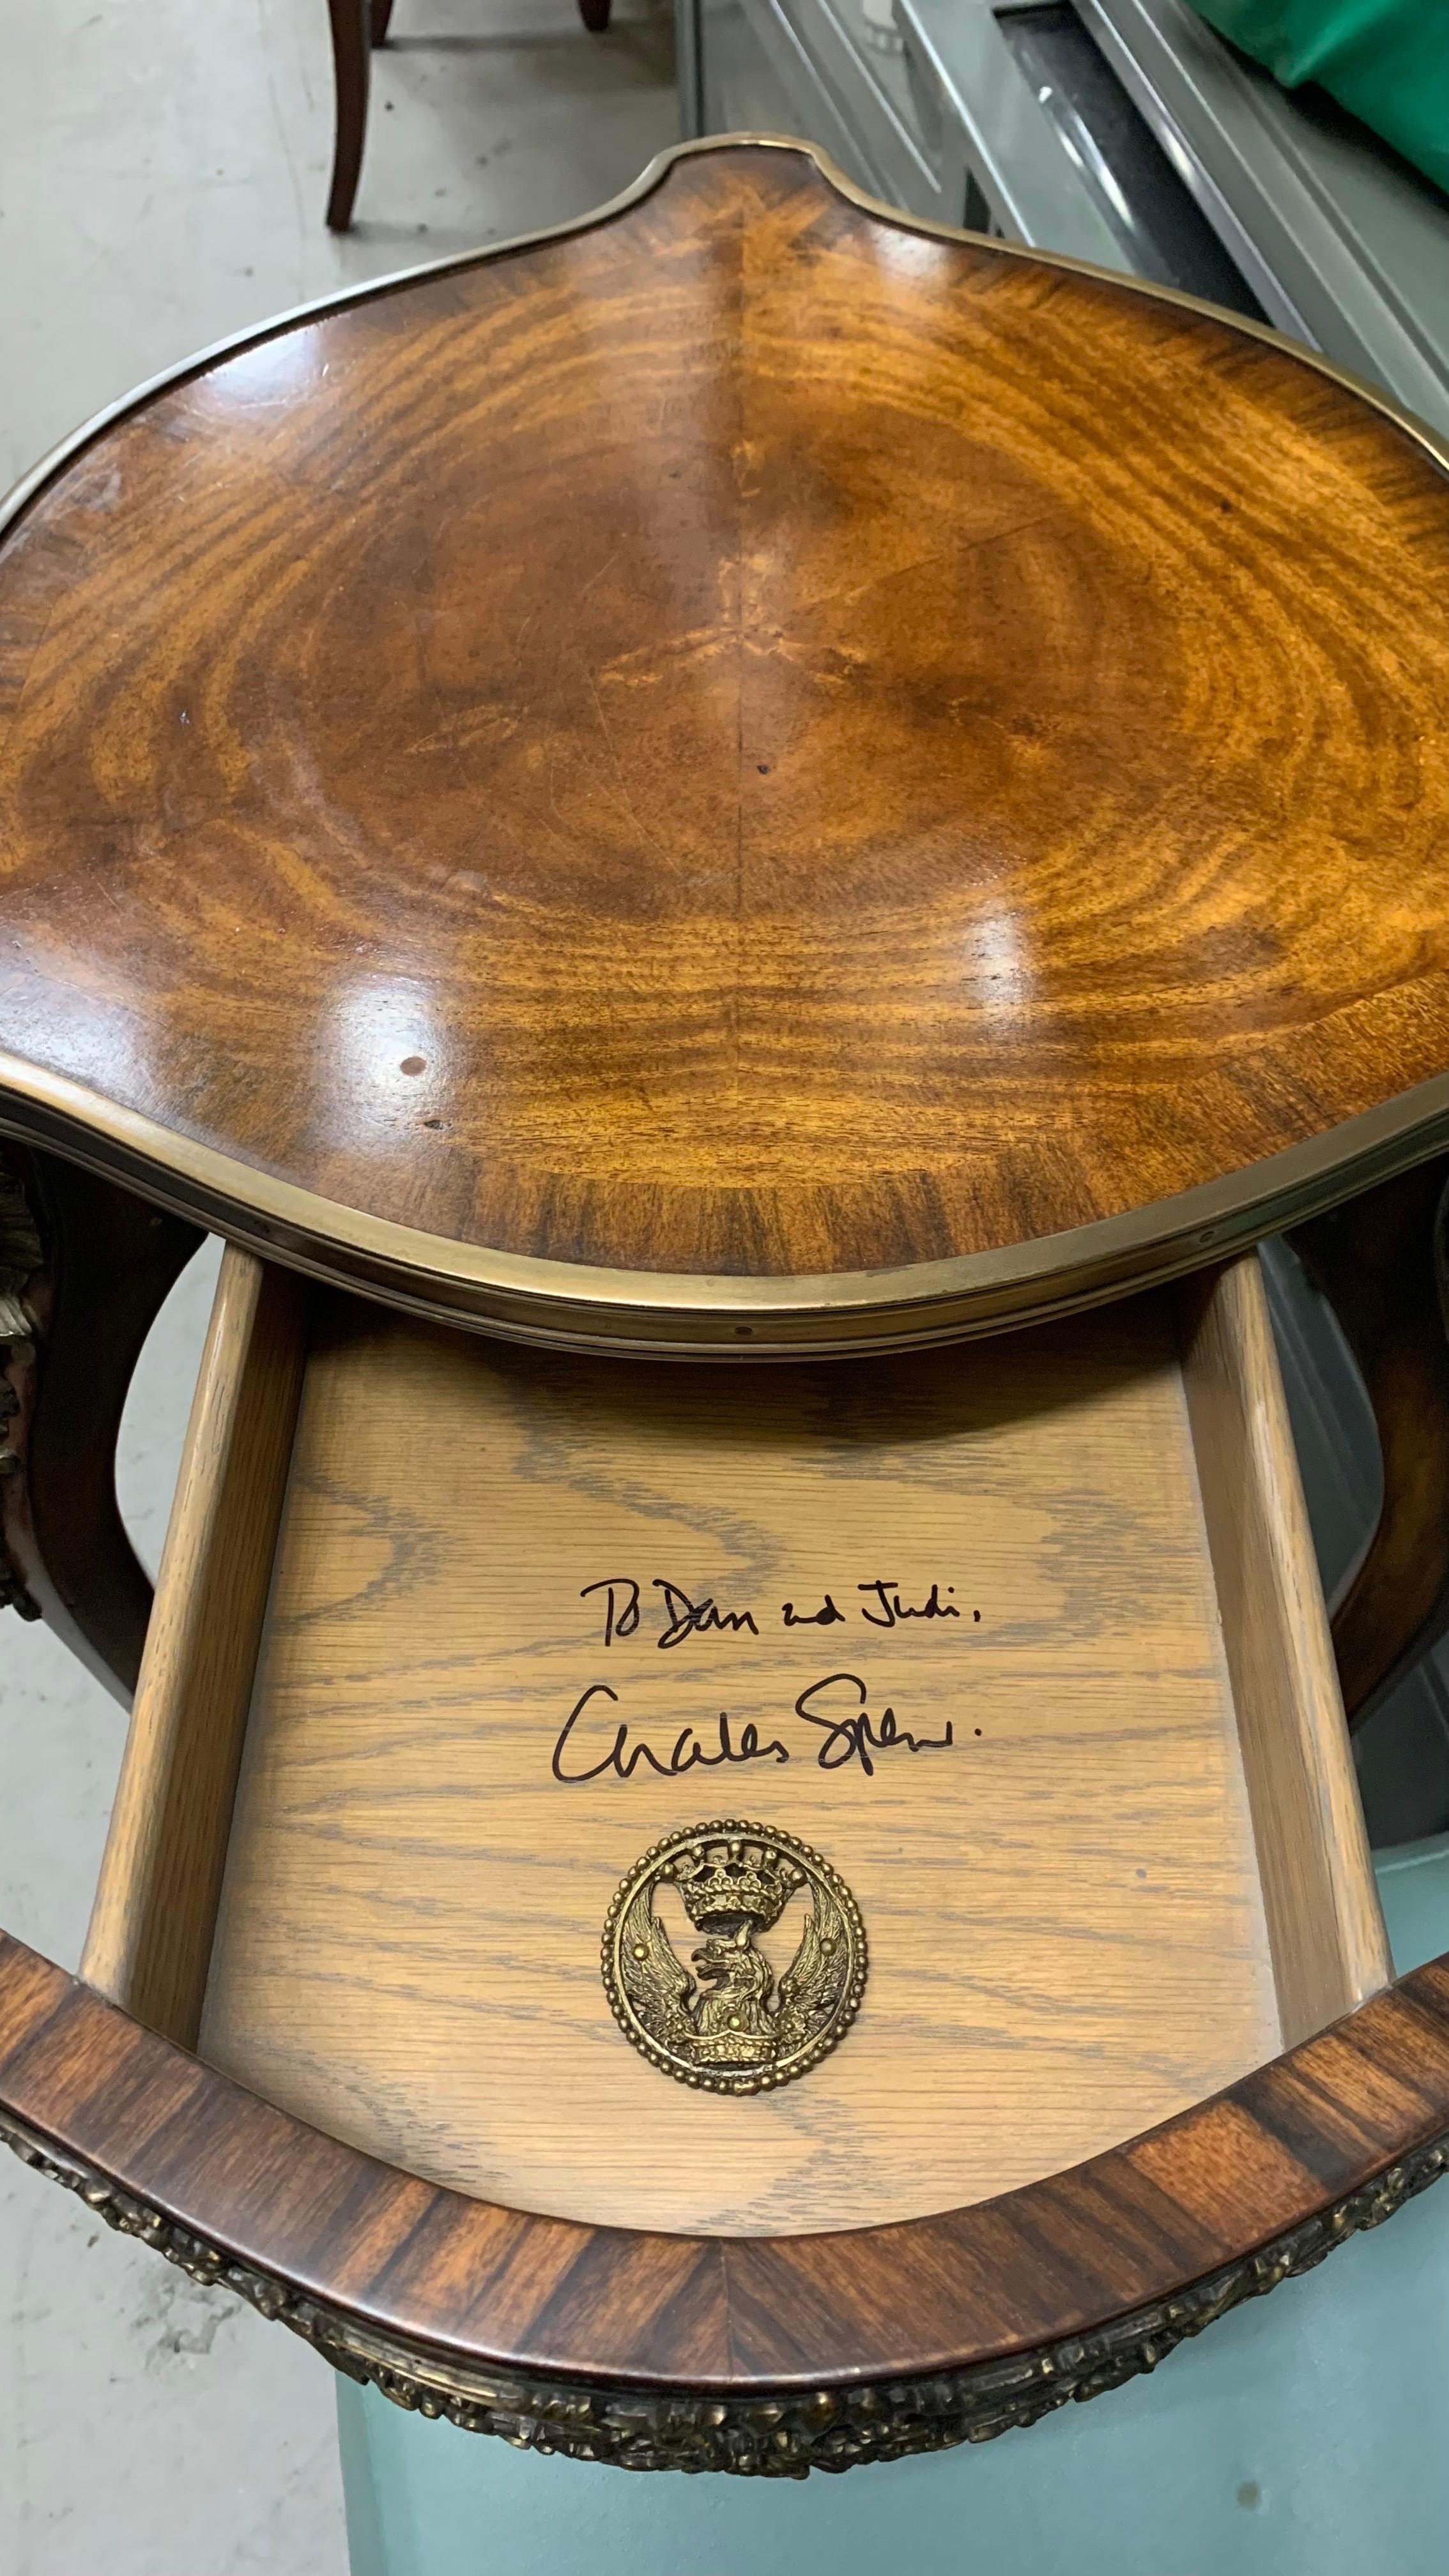 To Dan and Judi,
Charles Spencer.